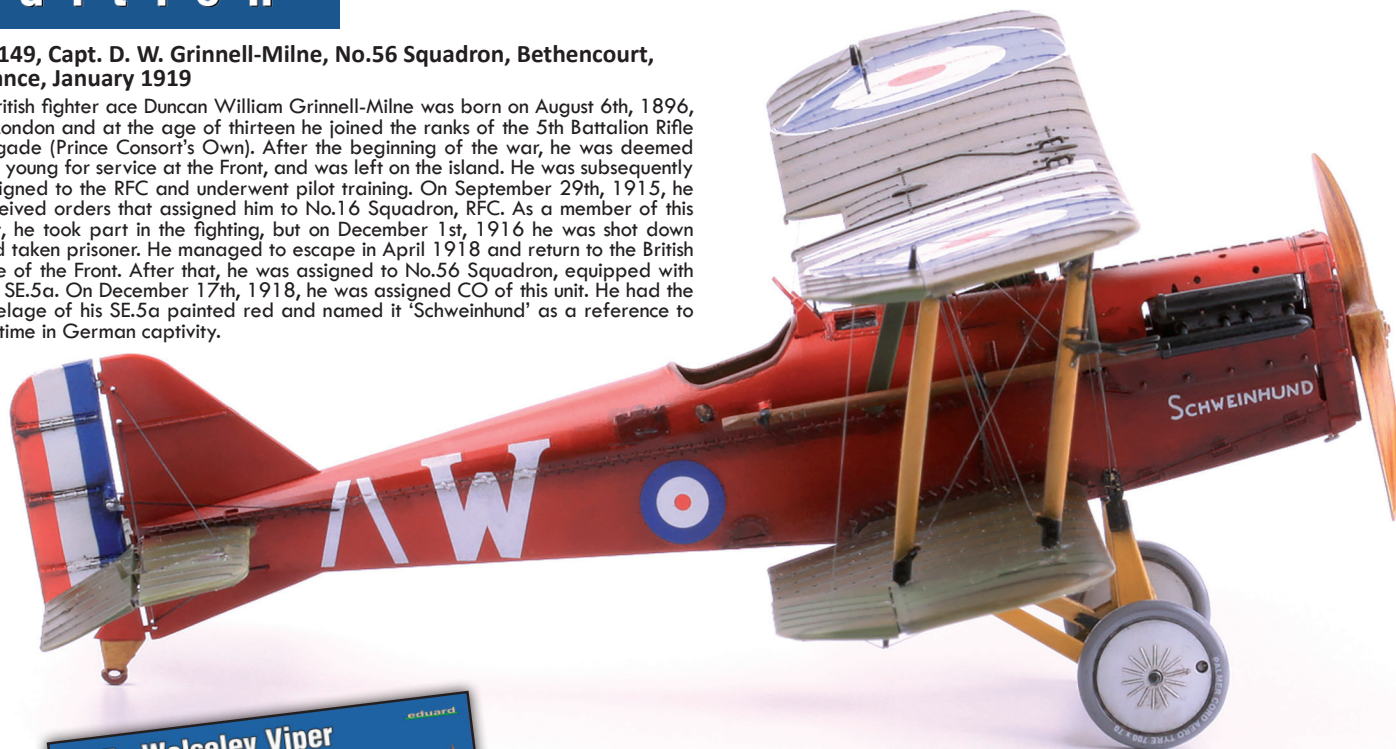 149, Capt. D. W. Grinnell-Milne, No.56 Squadron, Bethencourt,
ance, January 1919
ritish fighter ace Duncan William Grinnell-Milne was born on August 6th, 1896,
London and at the age of thirteen he joined the ranks of the 5th Battalion Rifle
gade (Prince Consort's Own). After the beginning of the war, he was deemed
young for service at the Front, and was left on the island. He was subsequently
igned to the RFC and underwent pilot training. On September 29th, 1915, he
eived orders that assigned him to No.16 Squadron, RFC. As a member of this
, he took part in the fighting, but on December 1st, 1916 he was shot down
d taken prisoner. He managed to escape in April 1918 and return to the British
e of the Front. After that, he was assigned to No.56 Squadron, equipped with
SE.5a. On December 17th, 1918, he was assigned CO of this unit. He had the
elage of his SE.5a painted red and named it ‘Schweinhund’ as a reference to
time in German captivity.
SCHWEINHUND
W
PALMER CORD AERO TYRE
eduard
Wolseley Viper